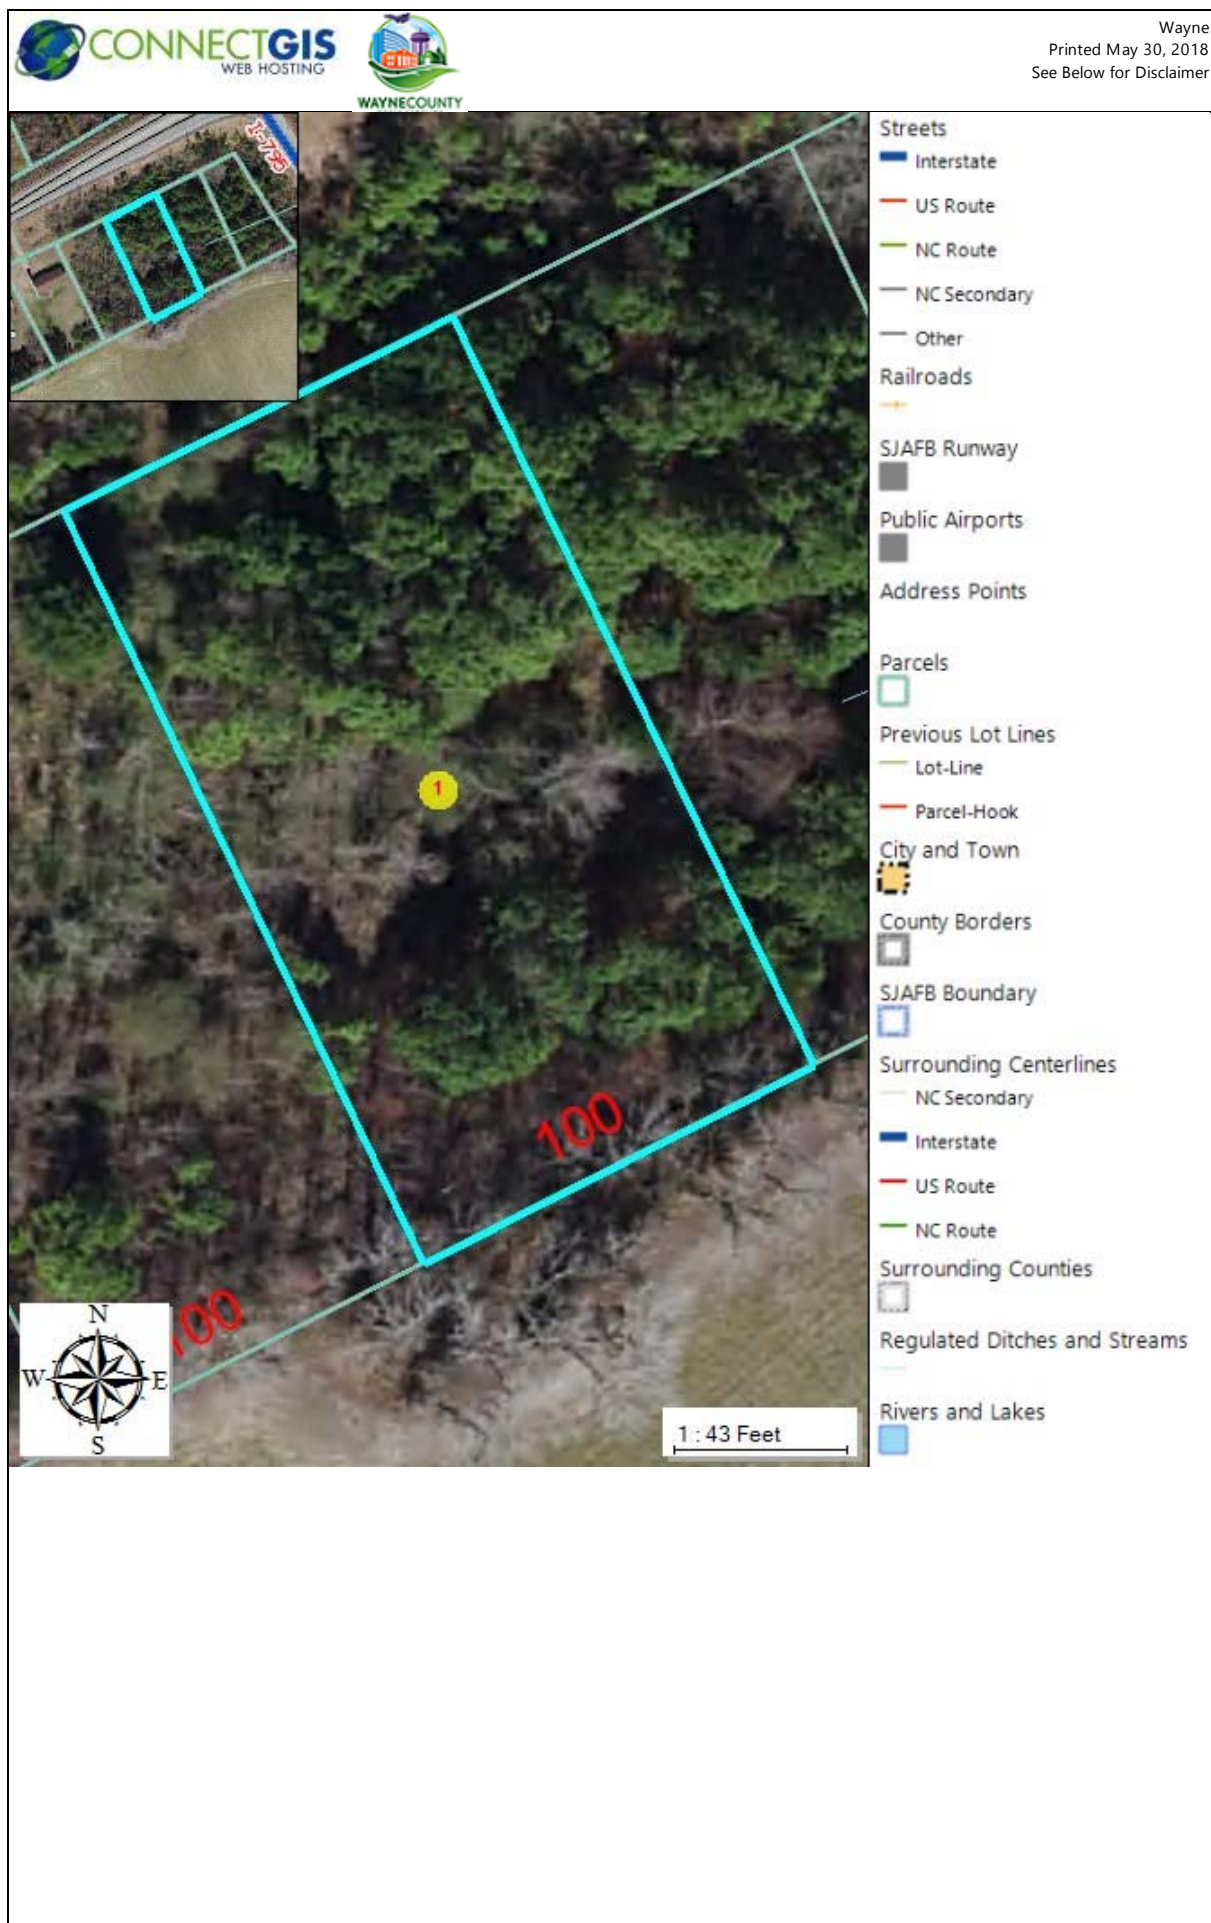 CONNECTGIS
WEB HOSTING
WAYNECOUNTY
Wayne
Printed May 30, 2018
See Below for Disclaimer
I-795
1
100
100
N
W E
S
1 : 43 Feet
Streets
Interstate
US Route
NC Route
NC Secondary
Other
Railroads
SJAFB Runway
Public Airports
Address Points
Parcels
Previous Lot Lines
Lot-Line
Parcel-Hook
City and Town
County Borders
SJAFB Boundary
Surrounding Centerlines
NC Secondary
Interstate
US Route
NC Route
Surrounding Counties
Regulated Ditches and Streams
Rivers and Lakes